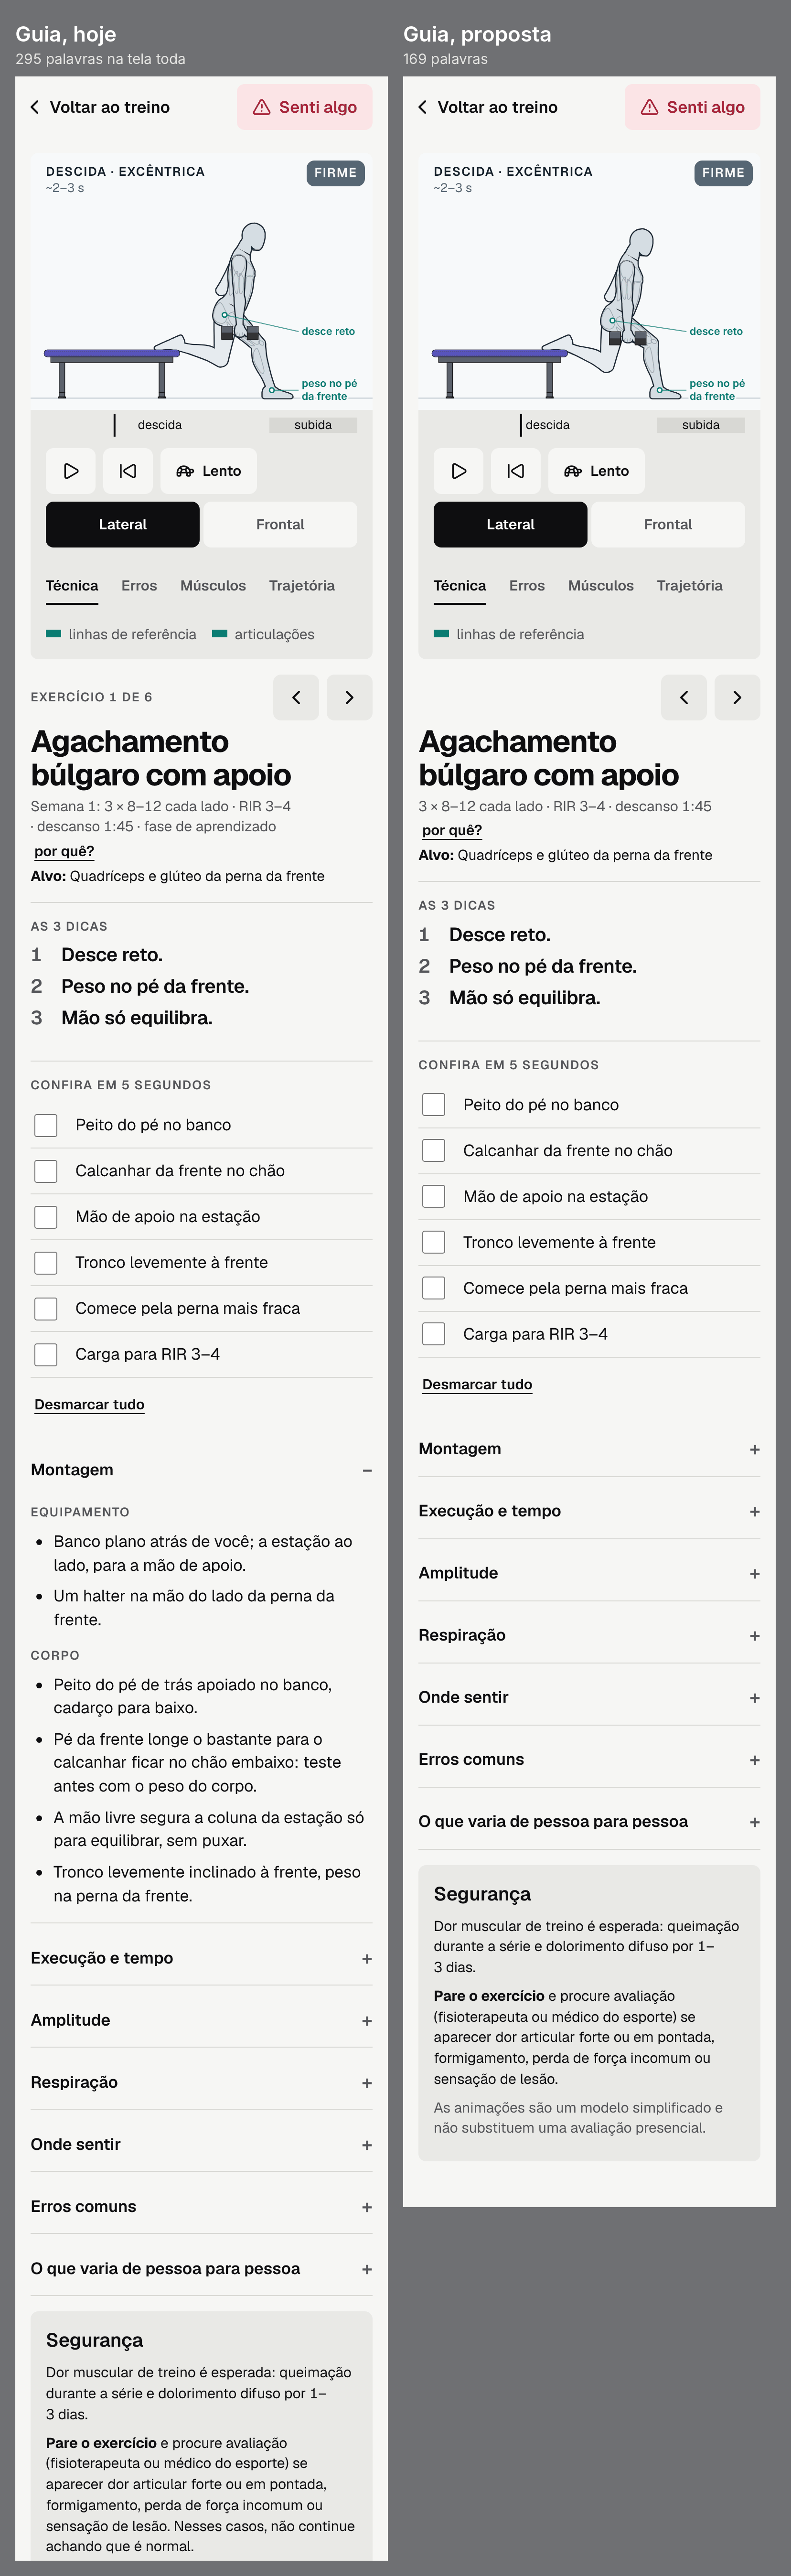 Guia, hoje
295 palavras na tela toda
Voltar ao treino
Senti algo
DESCIDA · EXCÊNTRICA
~2–3 s
FIRME
desce reto
peso no pé
da frente
descida
subida
Lento
Lateral
Frontal
Técnica
Erros
Músculos
Trajetória
linhas de referência
articulações
EXERCÍCIO 1 DE 6
Agachamento
búlgaro com apoio
Semana 1: 3 × 8–12 cada lado · RIR 3–4
· descanso 1:45 · fase de aprendizado
por quê?
Alvo: Quadríceps e glúteo da perna da frente
AS 3 DICAS
1 Desce reto.
2 Peso no pé da frente.
3 Mão só equilibra.
CONFIRA EM 5 SEGUNDOS
Peito do pé no banco
Calcanhar da frente no chão
Mão de apoio na estação
Tronco levemente à frente
Comece pela perna mais fraca
Carga para RIR 3–4
Desmarcar tudo
Montagem –
EQUIPAMENTO
• Banco plano atrás de você; a estação ao
lado, para a mão de apoio.
• Um halter na mão do lado da perna da
frente.
CORPO
• Peito do pé de trás apoiado no banco,
cadarço para baixo.
• Pé da frente longe o bastante para o
calcanhar ficar no chão embaixo: teste
antes com o peso do corpo.
• A mão livre segura a coluna da estação só
para equilibrar, sem puxar.
• Tronco levemente inclinado à frente, peso
na perna da frente.
Execução e tempo +
Amplitude +
Respiração +
Onde sentir +
Erros comuns +
O que varia de pessoa para pessoa +
Segurança
Dor muscular de treino é esperada: queimação
durante a série e dolorimento difuso por 1–
3 dias.
Pare o exercício e procure avaliação
(fisioterapeuta ou médico do esporte) se
aparecer dor articular forte ou em pontada,
formigamento, perda de força incomum ou
sensação de lesão. Nesses casos, não continue
achando que é normal.
Guia, proposta
169 palavras
Voltar ao treino
Senti algo
DESCIDA · EXCÊNTRICA
~2–3 s
FIRME
desce reto
peso no pé
da frente
descida
subida
Lento
Lateral
Frontal
Técnica
Erros
Músculos
Trajetória
linhas de referência
Agachamento
búlgaro com apoio
3 × 8–12 cada lado · RIR 3–4 · descanso 1:45
por quê?
Alvo: Quadríceps e glúteo da perna da frente
AS 3 DICAS
1 Desce reto.
2 Peso no pé da frente.
3 Mão só equilibra.
CONFIRA EM 5 SEGUNDOS
Peito do pé no banco
Calcanhar da frente no chão
Mão de apoio na estação
Tronco levemente à frente
Comece pela perna mais fraca
Carga para RIR 3–4
Desmarcar tudo
Montagem +
Execução e tempo +
Amplitude +
Respiração +
Onde sentir +
Erros comuns +
O que varia de pessoa para pessoa +
Segurança
Dor muscular de treino é esperada: queimação
durante a série e dolorimento difuso por 1–
3 dias.
Pare o exercício e procure avaliação
(fisioterapeuta ou médico do esporte) se
aparecer dor articular forte ou em pontada,
formigamento, perda de força incomum ou
sensação de lesão.
As animações são um modelo simplificado e
não substituem uma avaliação presencial.